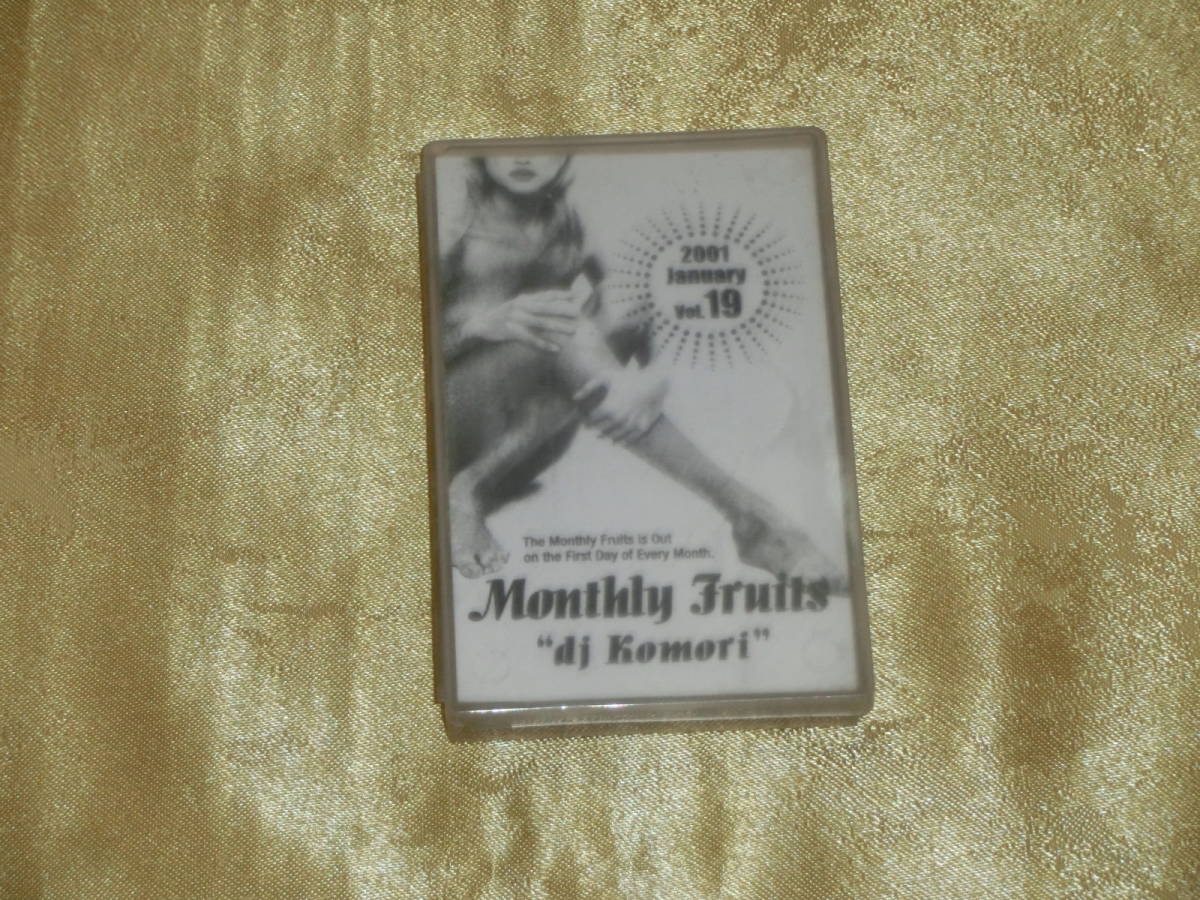 2001
January
Vol. 19
The Monthly Fruits is Out
on the First Day of Every Month.
Monthly Fruits
“dj Komori”